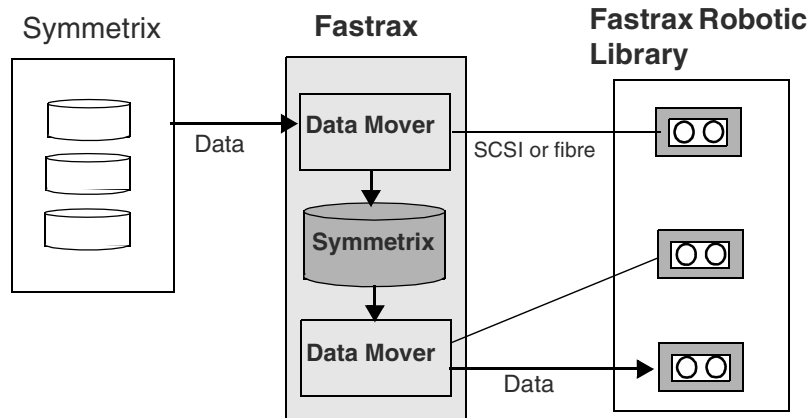 Symmetrix
Fastrax
Fastrax Robotic
Library
Data Mover
Data
SCSI or fibre
Symmetrix
Data Mover
Data